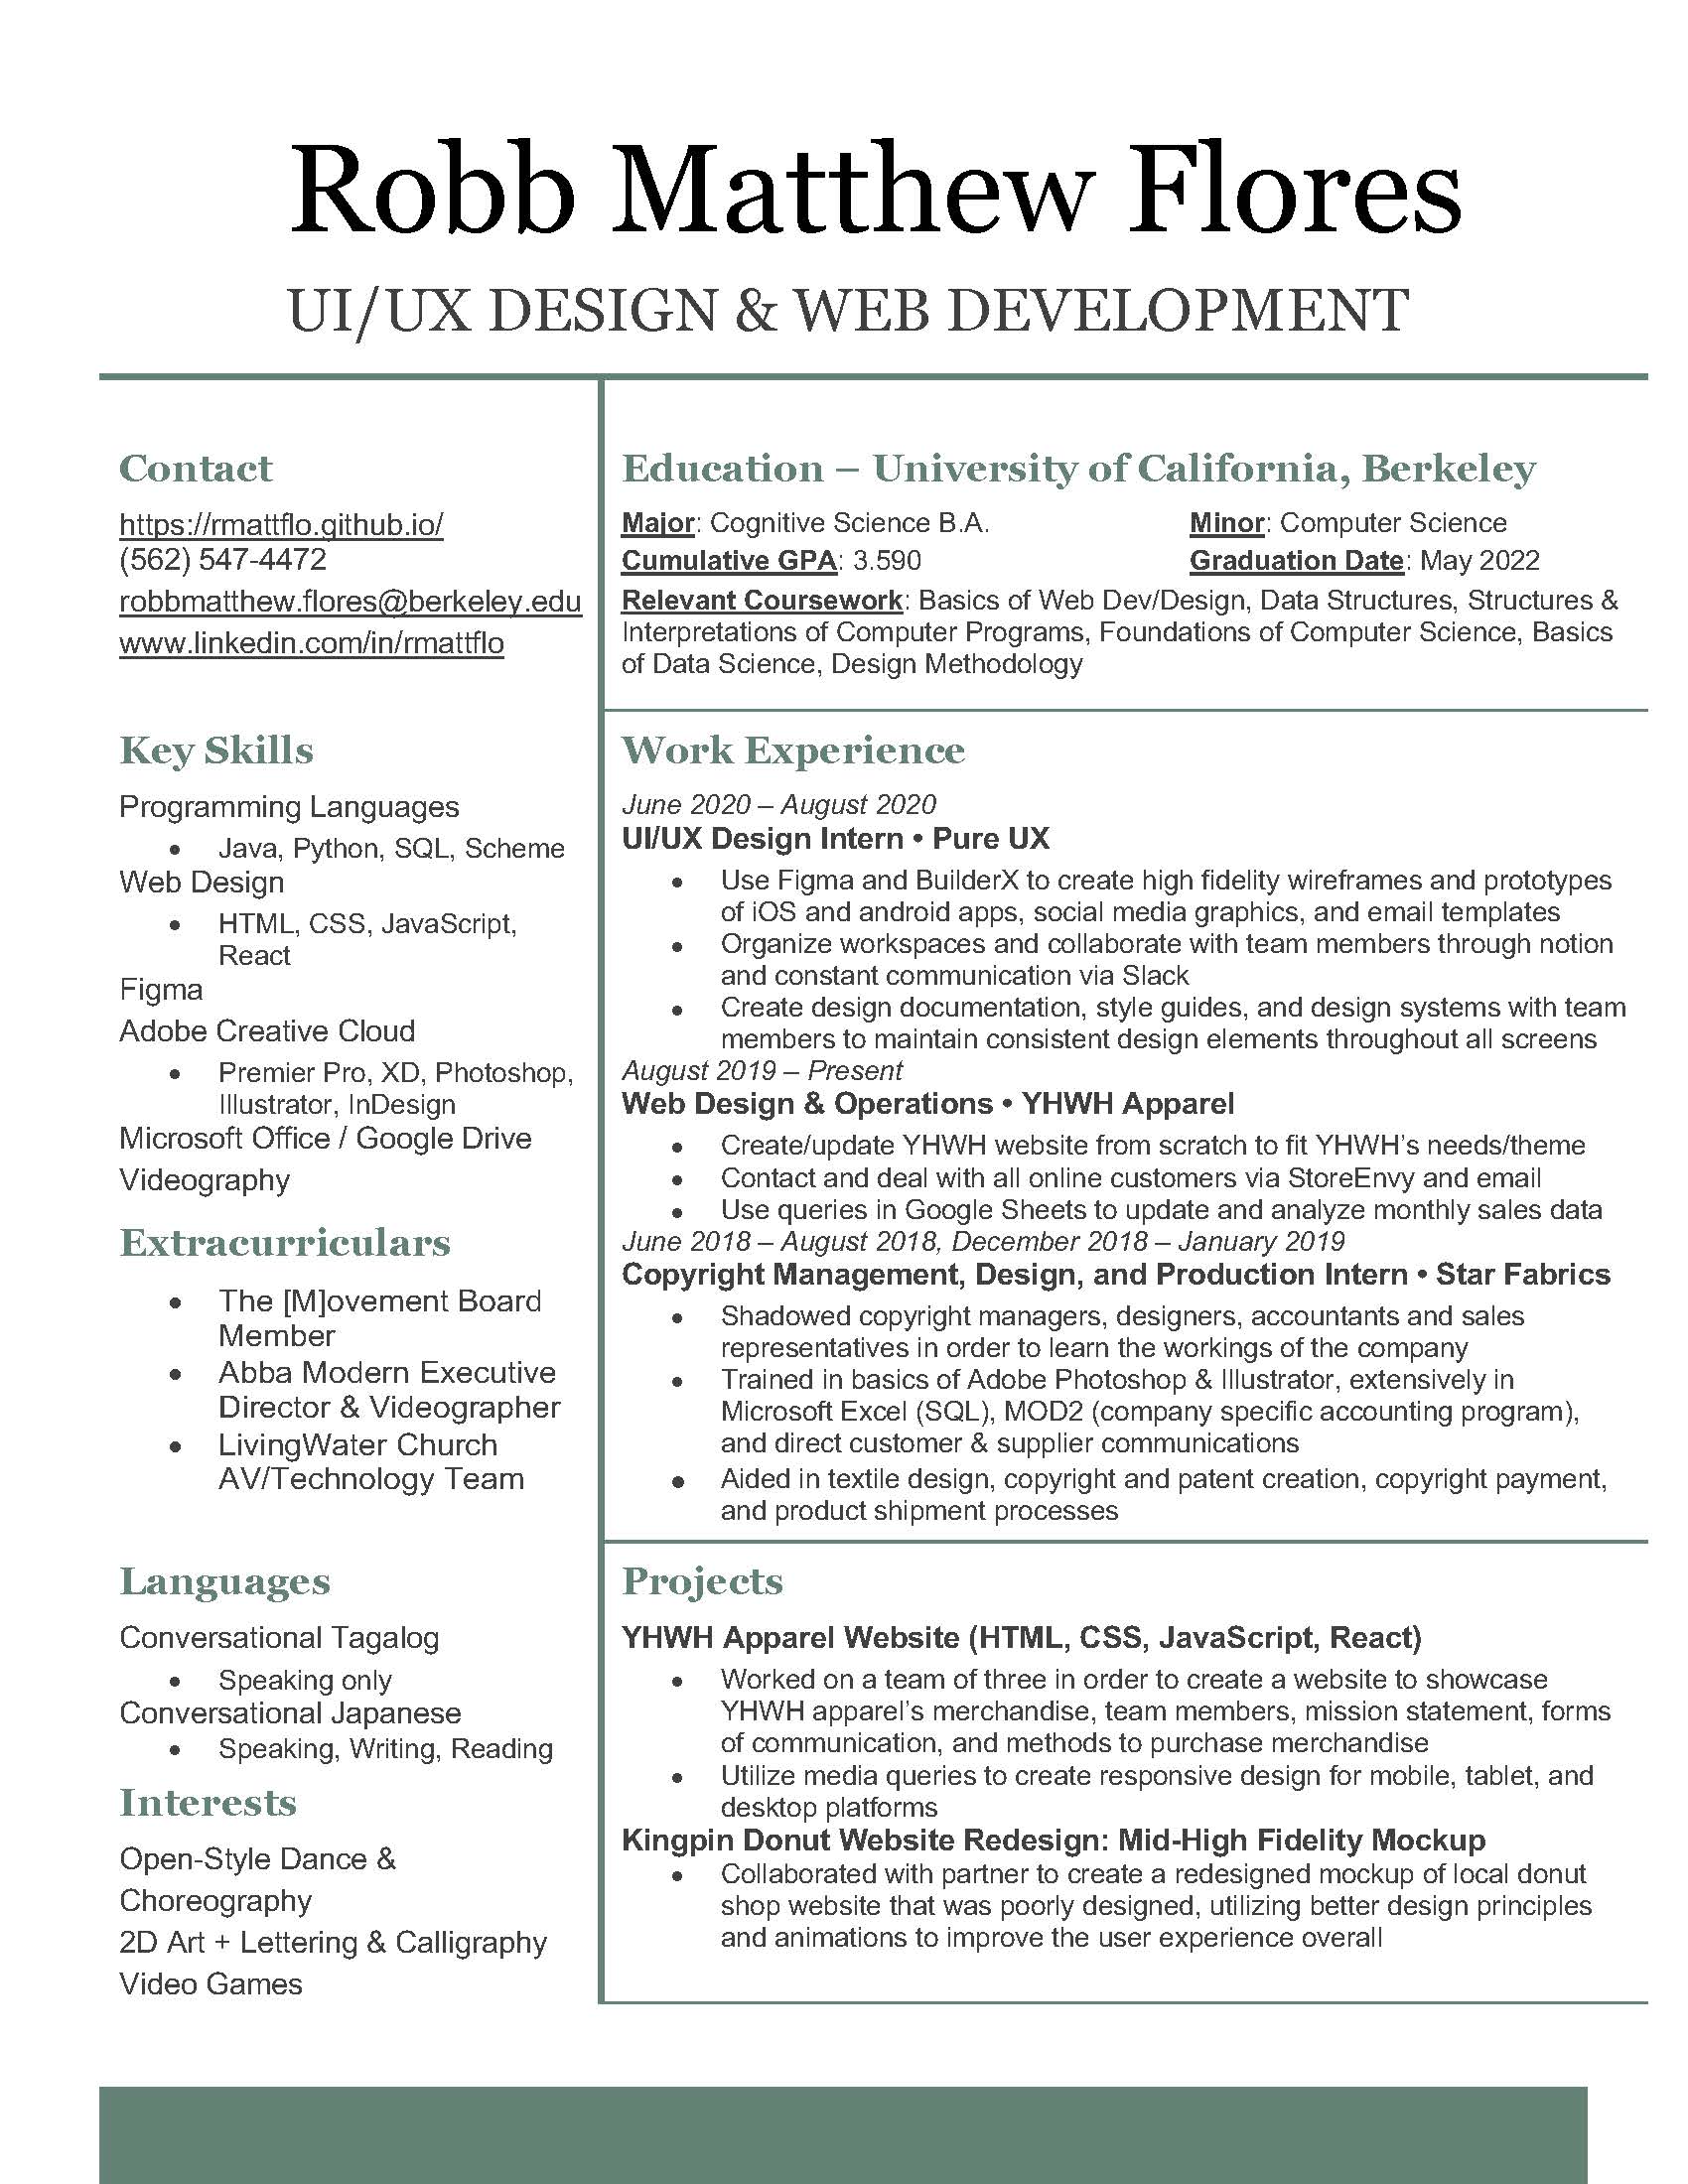 Robb Matthew Flores
UI/UX DESIGN & WEB DEVELOPMENT
Contact
https://rmattflo.github.io/
(562) 547-4472
robbmatthew.flores@berkeley.edu
www.linkedin.com/in/rmattflo
Key Skills
Programming Languages
• Java, Python, SQL, Scheme
Web Design
• HTML, CSS, JavaScript,
React
Figma
Adobe Creative Cloud
• Premier Pro, XD, Photoshop,
Illustrator, InDesign
Microsoft Office / Google Drive
Videography
Extracurriculars
• The [M]ovement Board
Member
• Abba Modern Executive
Director & Videographer
• LivingWater Church
AV/Technology Team
Languages
Conversational Tagalog
• Speaking only
Conversational Japanese
• Speaking, Writing, Reading
Interests
Open-Style Dance &
Choreography
2D Art + Lettering & Calligraphy
Video Games
Education – University of California, Berkeley
Major: Cognitive Science B.A. Minor: Computer Science
Cumulative GPA: 3.590 Graduation Date: May 2022
Relevant Coursework: Basics of Web Dev/Design, Data Structures, Structures &
Interpretations of Computer Programs, Foundations of Computer Science, Basics
of Data Science, Design Methodology
Work Experience
June 2020 – August 2020
UI/UX Design Intern • Pure UX
• Use Figma and BuilderX to create high fidelity wireframes and prototypes
of iOS and android apps, social media graphics, and email templates
• Organize workspaces and collaborate with team members through notion
and constant communication via Slack
• Create design documentation, style guides, and design systems with team
members to maintain consistent design elements throughout all screens
August 2019 – Present
Web Design & Operations • YHWH Apparel
• Create/update YHWH website from scratch to fit YHWH’s needs/theme
• Contact and deal with all online customers via StoreEnvy and email
• Use queries in Google Sheets to update and analyze monthly sales data
June 2018 – August 2018, December 2018 – January 2019
Copyright Management, Design, and Production Intern • Star Fabrics
• Shadowed copyright managers, designers, accountants and sales
representatives in order to learn the workings of the company
• Trained in basics of Adobe Photoshop & Illustrator, extensively in
Microsoft Excel (SQL), MOD2 (company specific accounting program),
and direct customer & supplier communications
• Aided in textile design, copyright and patent creation, copyright payment,
and product shipment processes
Projects
YHWH Apparel Website (HTML, CSS, JavaScript, React)
• Worked on a team of three in order to create a website to showcase
YHWH apparel’s merchandise, team members, mission statement, forms
of communication, and methods to purchase merchandise
• Utilize media queries to create responsive design for mobile, tablet, and
desktop platforms
Kingpin Donut Website Redesign: Mid-High Fidelity Mockup
• Collaborated with partner to create a redesigned mockup of local donut
shop website that was poorly designed, utilizing better design principles
and animations to improve the user experience overall